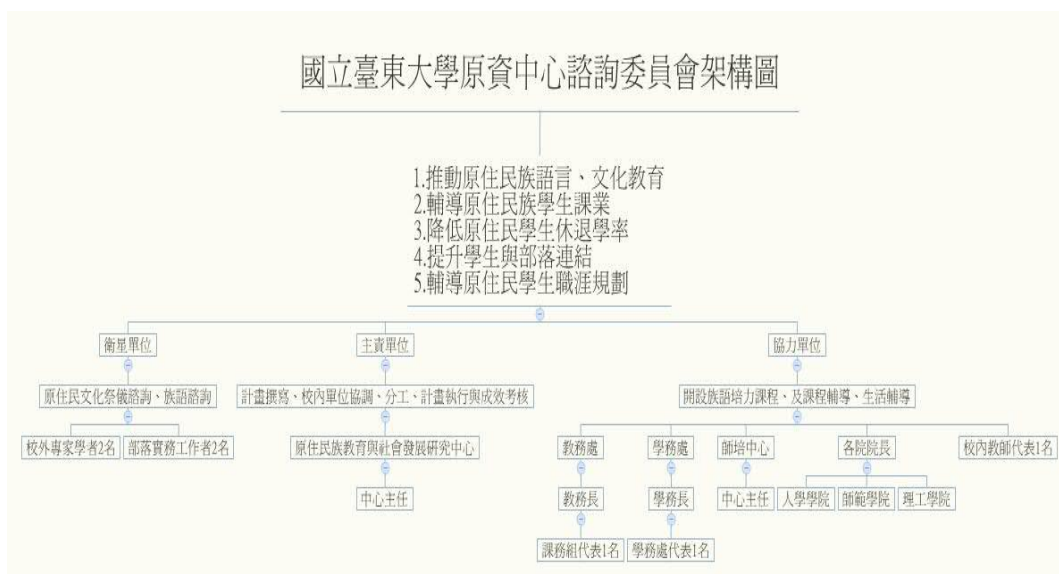 國立臺東大學原資中心諮詢委員會架構圖
1.推動原住民族語言、文化教育
2.輔導原住民族學生課業
3.降低原住民學生休退學率
4.提升學生與部落連結
5.輔導原住民學生職涯規劃
衛星單位
主責單位
協力單位
原住民文化祭儀諮詢、族語諮詢
計畫撰寫、校內單位協調、分工、計畫執行與成效考核
開設族語培力課程、及課程輔導、生活輔導
校外專家學者2名
部落實務工作者2名
原住民族教育與社會發展研究中心
教務處
學務處
師培中心
各院院長
校內教師代表1名
中心主任
教務長
學務長
中心主任
人學學院
師範學院
理工學院
課務組代表1名
學務處代表1名